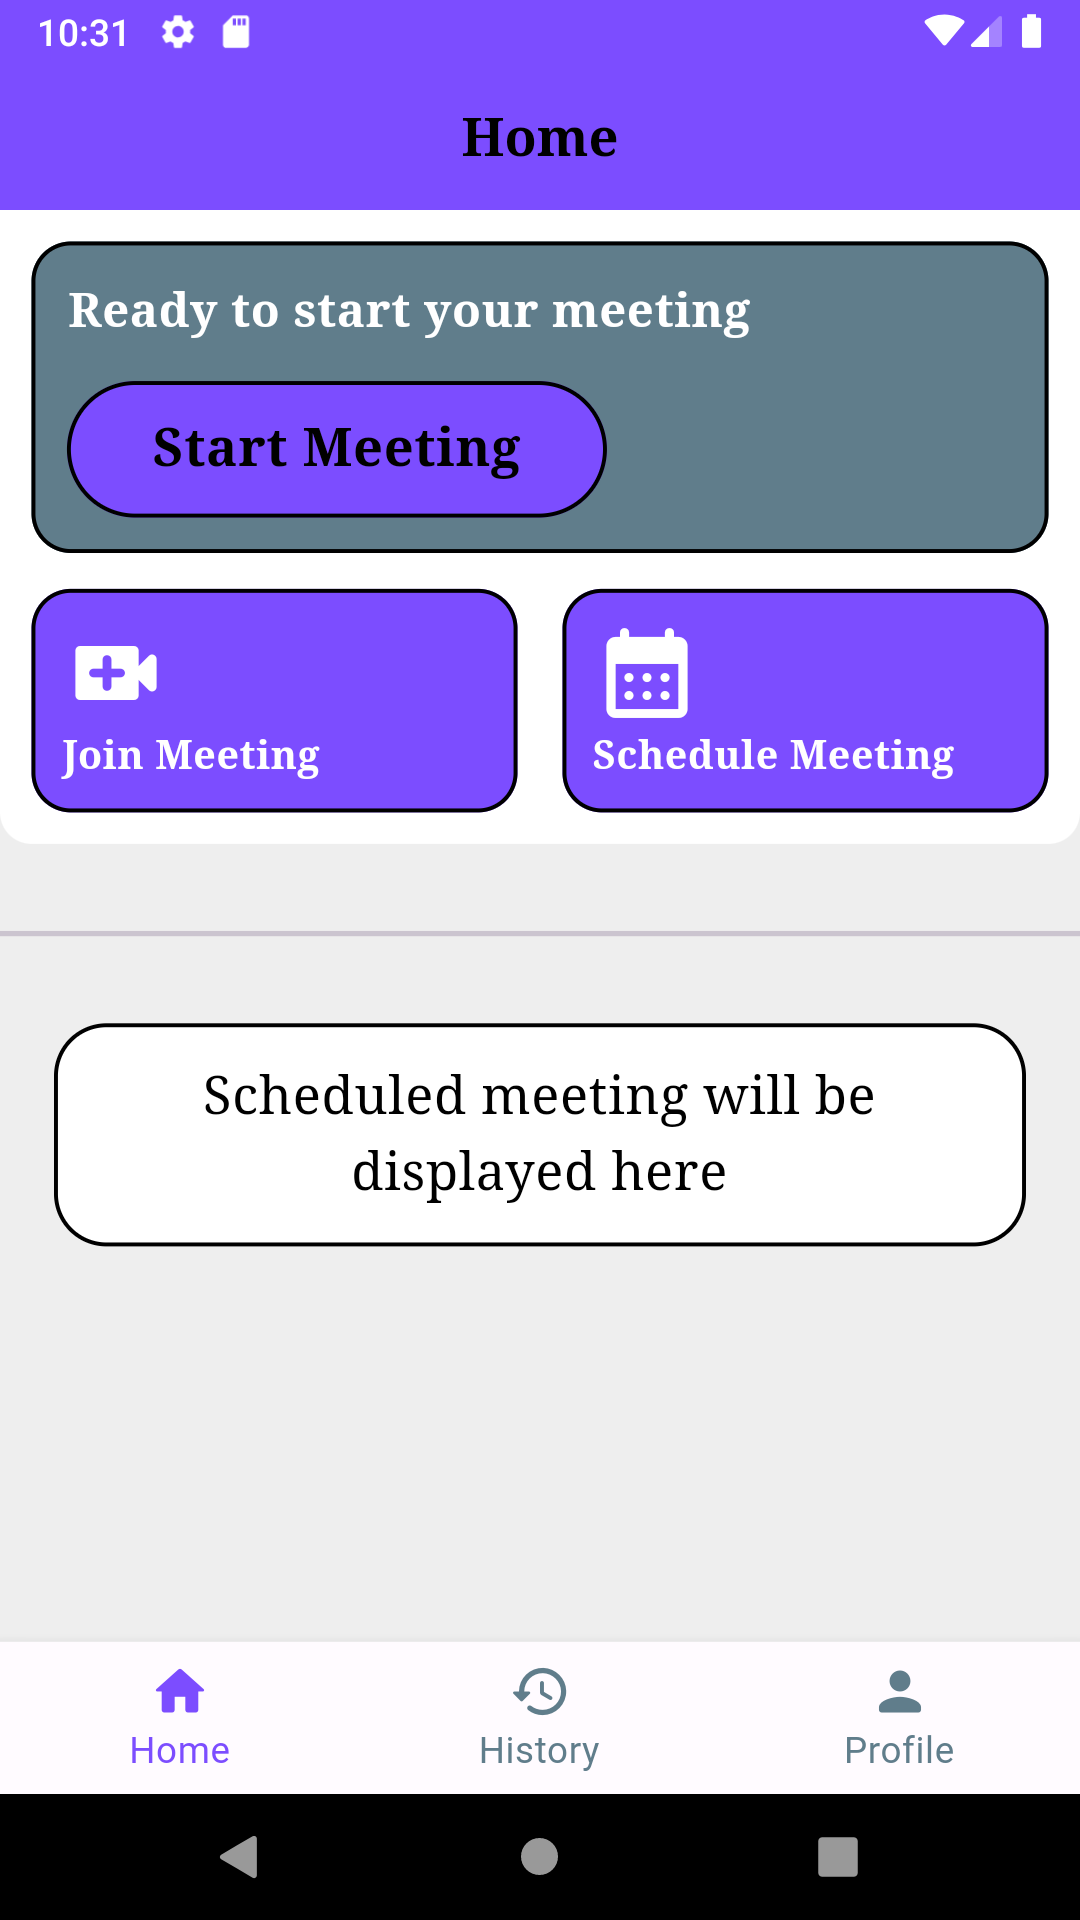 10:31
Home
Ready to start your meeting
Start Meeting
Join Meeting
Schedule Meeting
Scheduled meeting will be
displayed here
Home
History
Profile